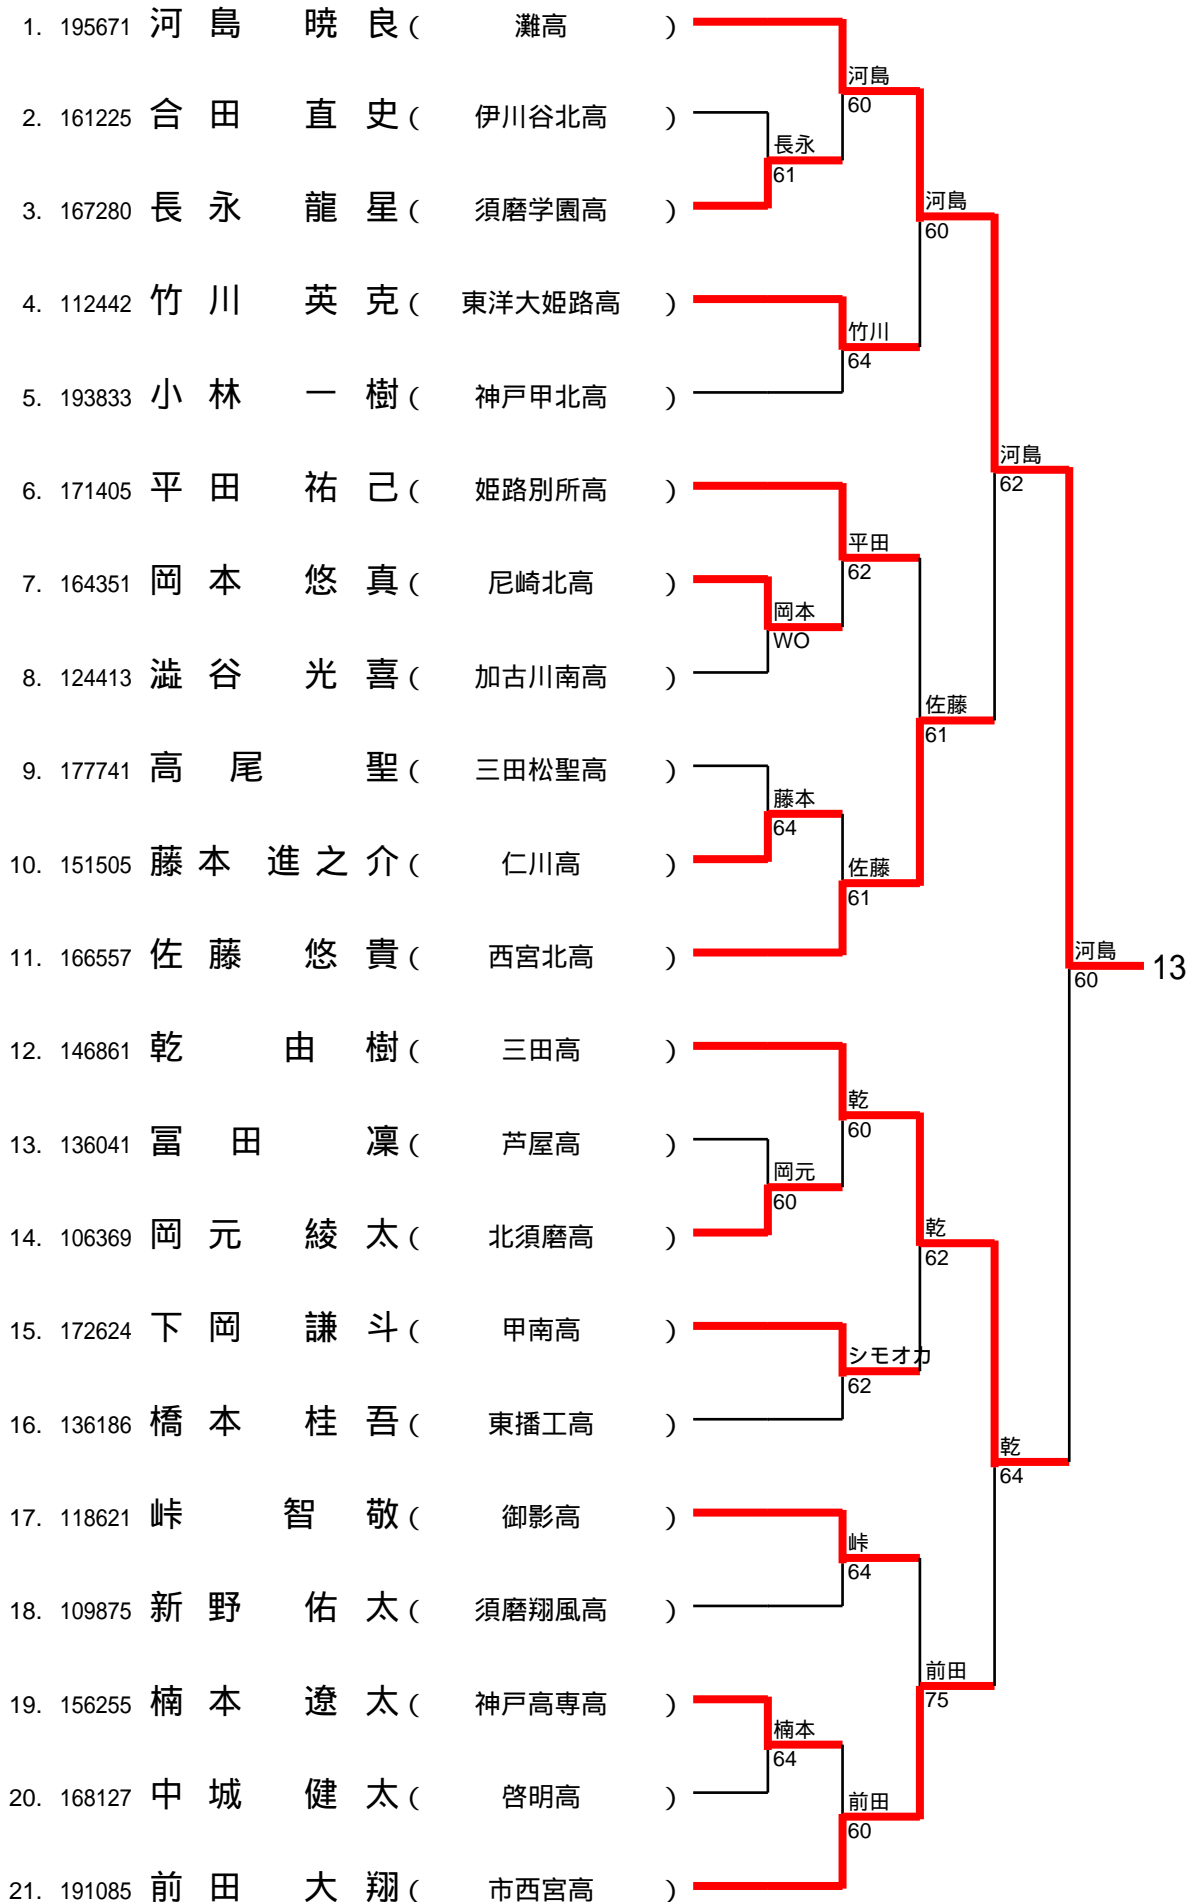 1. 195671 河島 暁良 ( 灘高 )
河島
60
2. 161225 合田 直史 ( 伊川谷北高 )
長永
61
3. 167280 長永 龍星 ( 須磨学園高 )
河島
60
4. 112442 竹川 英克 ( 東洋大姫路高 )
竹川
64
5. 193833 小林 一樹 ( 神戸甲北高 )
河島
62
6. 171405 平田 祐己 ( 姫路別所高 )
平田
62
7. 164351 岡本 悠真 ( 尼崎北高 )
岡本
WO
8. 124413 澁谷 光喜 ( 加古川南高 )
佐藤
61
9. 177741 高尾 聖 ( 三田松聖高 )
藤本
64
10. 151505 藤本 進之介 ( 仁川高 )
佐藤
61
11. 166557 佐藤 悠貴 ( 西宮北高 )
河島
60
13
12. 146861 乾 由樹 ( 三田高 )
乾
60
13. 136041 冨田 凜 ( 芦屋高 )
岡元
60
14. 106369 岡元 綾太 ( 北須磨高 )
乾
62
15. 172624 下岡 謙斗 ( 甲南高 )
シモオカ
62
16. 136186 橋本 桂吾 ( 東播工高 )
乾
64
17. 118621 峠 智敬 ( 御影高 )
峠
64
18. 109875 新野 佑太 ( 須磨翔風高 )
前田
75
19. 156255 楠本 遼太 ( 神戸高専高 )
楠本
64
20. 168127 中城 健太 ( 啓明高 )
前田
60
21. 191085 前田 大翔 ( 市西宮高 )